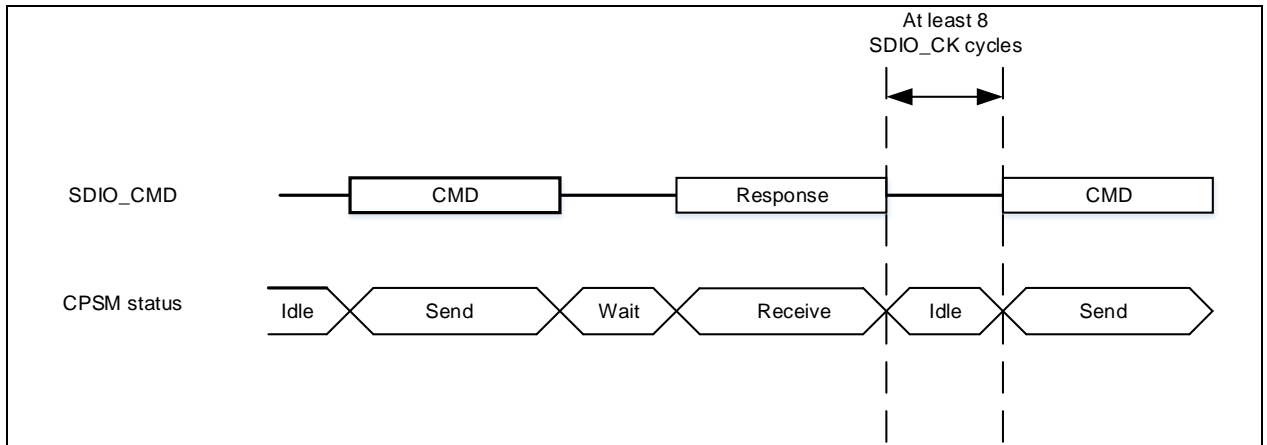 At least 8
SDIO_CK cycles
SDIO_CMD CMD Response CMD
CPSM status Idle Send Wait Receive Idle Send